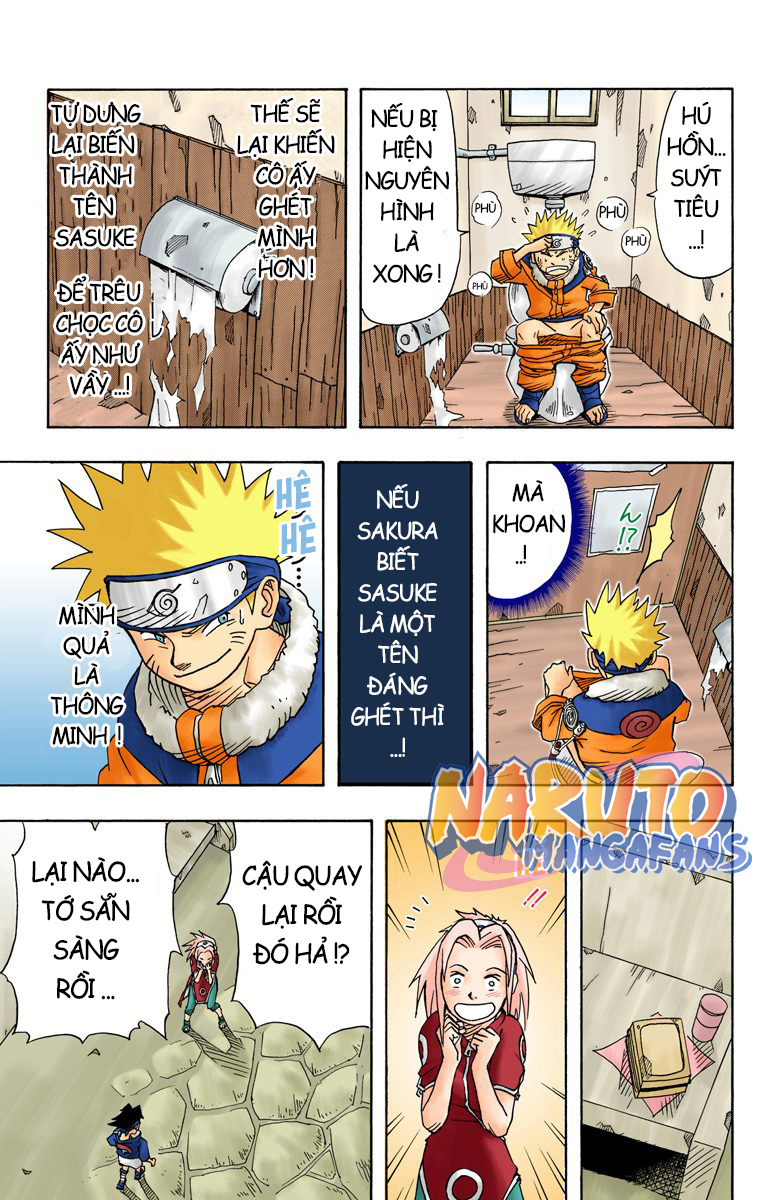 HÚ
HỒN...
SUÝT
TIÊU
...!
PHÙ
PHÙ
PHÙ
PHÙ
NẾU BỊ
HIỆN
NGUYÊN
HÌNH
LÀ
XONG !
THẾ SẼ
LẠI KHIẾN
CÔ ẤY
GHÉT
MÌNH
HƠN !
TỰ DƯNG
LẠI BIẾN
THÀNH
TÊN
SASUKE
ĐỂ TRÊU
CHỌC CÔ
ẤY NHƯ
VẦY ...!
ん!?
MÀ
KHOAN
..!
NẾU
SAKURA
BIẾT
SASUKE
LÀ MỘT
TÊN
ĐÁNG
GHÉT THÌ
...!
HÊ
HÊ
MÌNH
QUẢ
LÀ
THÔNG
MINH !
NARUTO
MANGAFANS
!!
CẬU QUAY
LẠI RỒI
ĐÓ HẢ !?
LẠI NÀO...
TỚ SẴN
SÀNG
RỒI ...